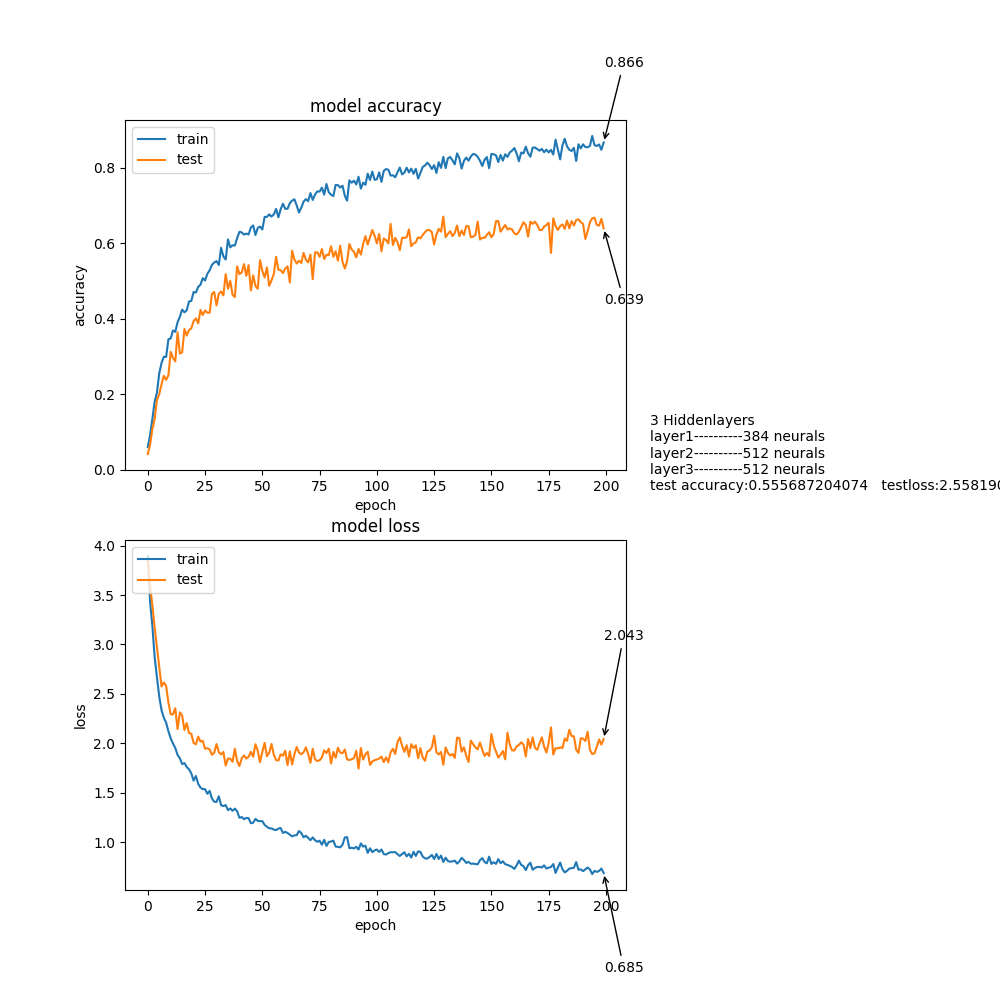 0.866
model accuracy
train
test
0.8
0.6
0.4
0.2
0.0
accuracy
0.639
0 25 50 75 100 125 150 175 200
epoch
3 Hiddenlayers
layer1----------384 neurals
layer2----------512 neurals
layer3----------512 neurals
test accuracy:0.555687204074 testloss:2.558190
model loss
train
test
4.0
3.5
3.0
2.5
2.0
1.5
1.0
loss
2.043
0 25 50 75 100 125 150 175 200
epoch
0.685